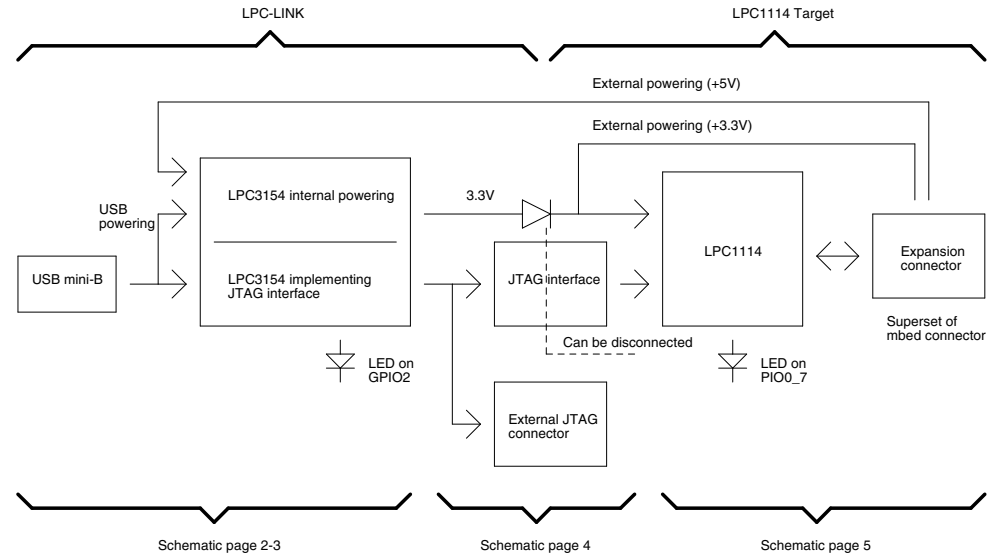 LPC-LINK
LPC1114 Target
External powering (+5V)
External powering (+3.3V)
LPC3154 internal powering
3.3V
USB
powering
LPC1114
Expansion
connector
USB mini-B
LPC3154 implementing
JTAG interface
JTAG interface
Superset of
mbed connector
Can be disconnected
LED on
GPIO2
LED on
PIO0_7
External JTAG
connector
Schematic page 2-3
Schematic page 4
Schematic page 5